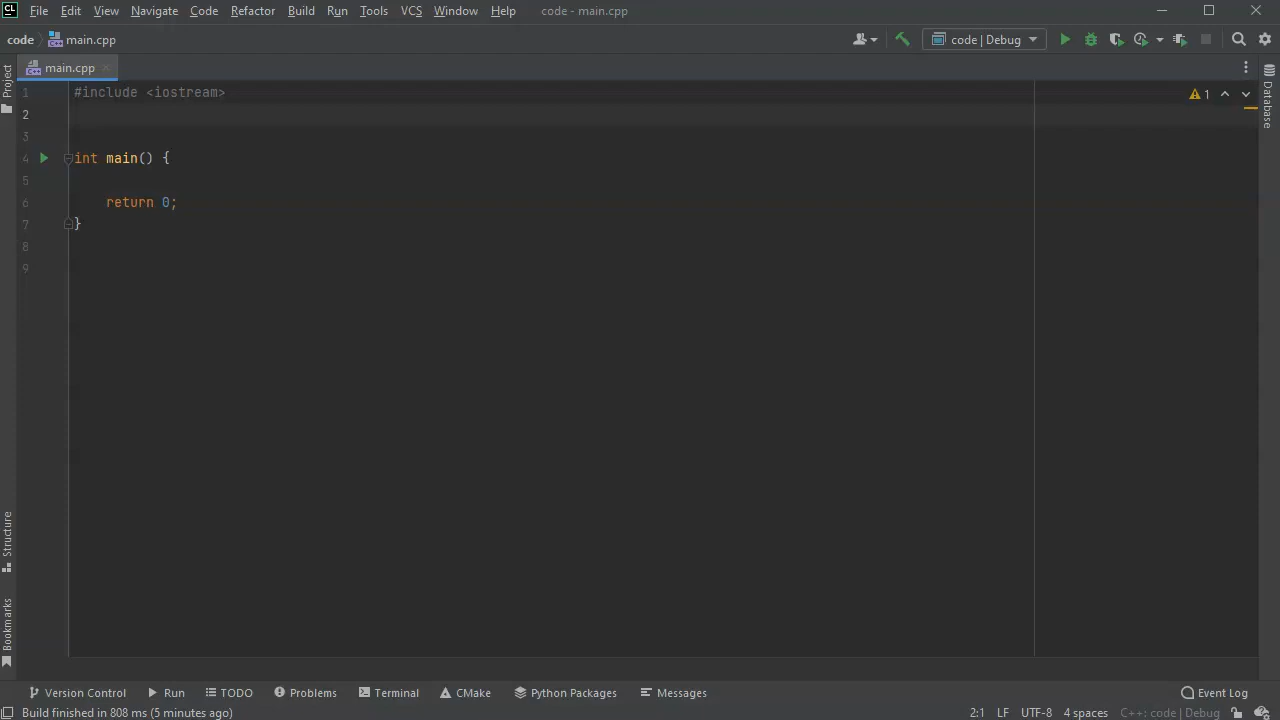 CL File Edit View Navigate Code Refactor Build Run Tools VCS Window Help code - main.cpp
code main.cpp code | Debug
Project
main.cpp
Database
1 #include <iostream>
1
2
3
4 int main() {
5
6     return 0;
7 }
8
9
Structure
Bookmarks
Version Control Run TODO Problems Terminal CMake Python Packages Messages Event Log
Build finished in 808 ms (5 minutes ago) 2:1 LF UTF-8 4 spaces C++: code | Debug